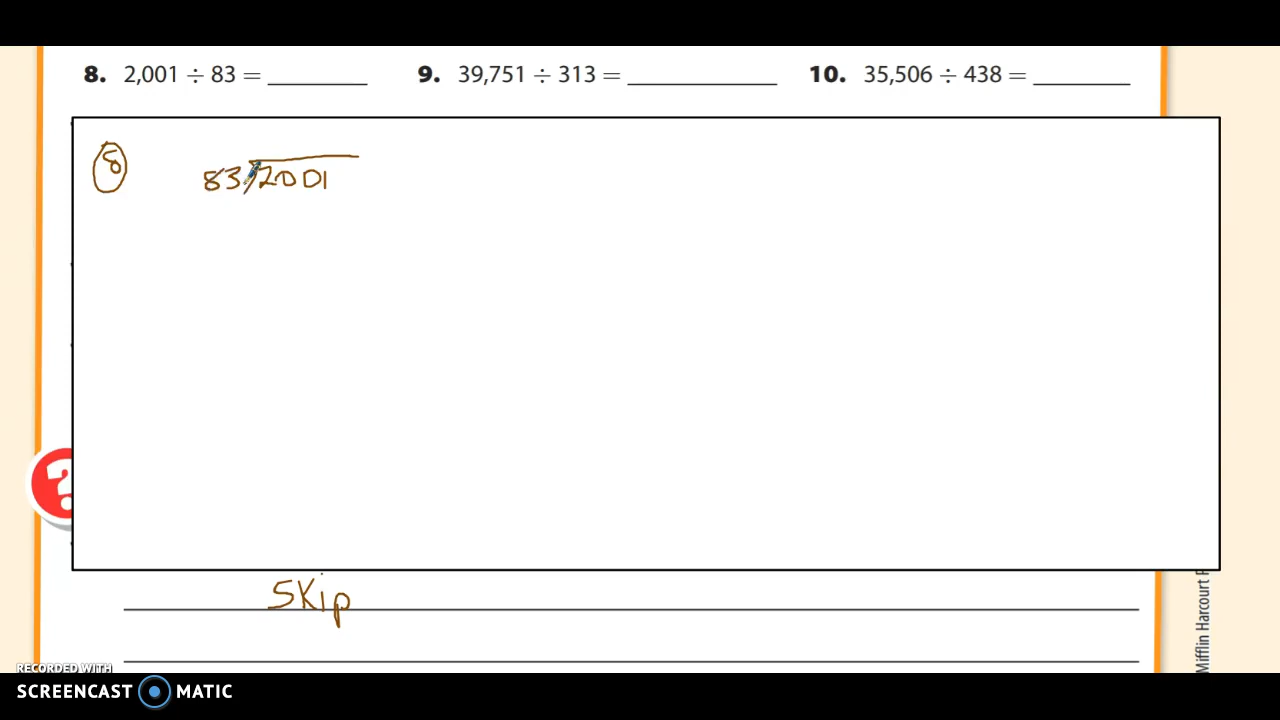 8. 2,001 ÷ 83 = ________ 9. 39,751 ÷ 313 = ____________ 10. 35,506 ÷ 438 = ________
8 83)2001
?
Skip
Mifflin Harcourt
RECORDED WITH
SCREENCAST MATIC